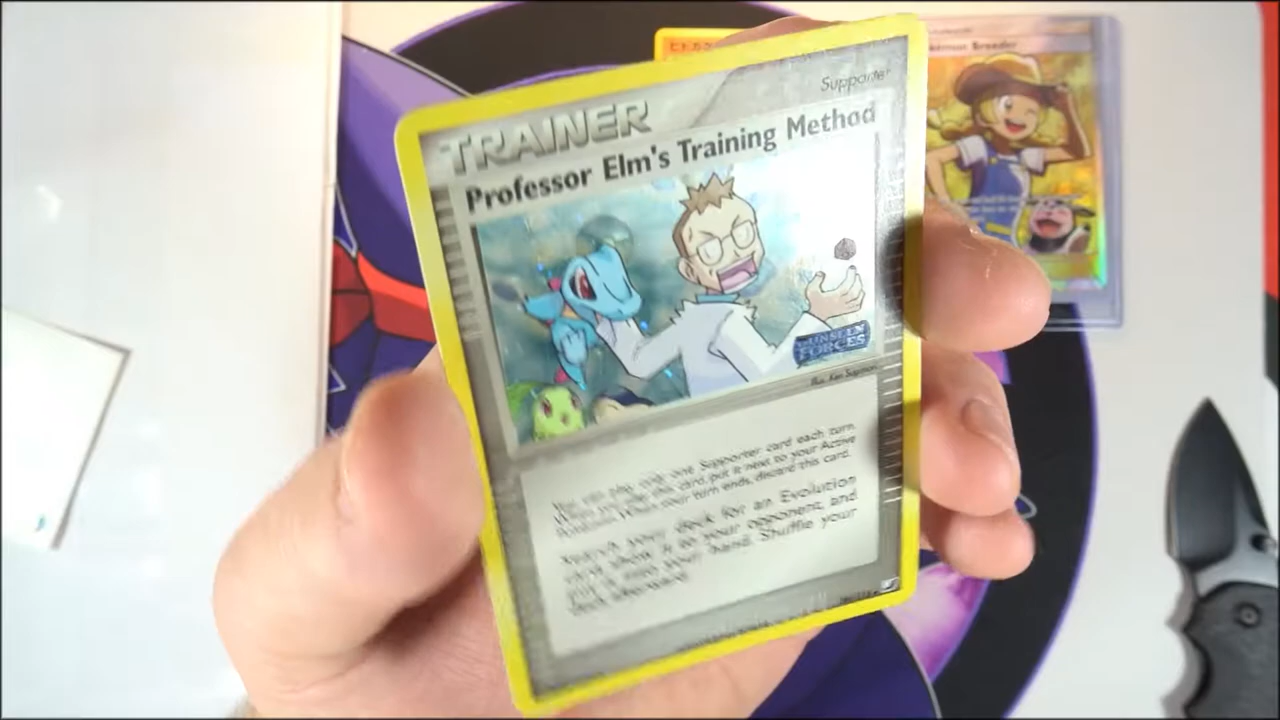 Supporter
TRAINER
Professor Elm's Training Method
UNSEEN
FORCES
Illus. Ken Sugimori
You can play only one Supporter card each turn.
When you play this card, put it next to your Active
Pokémon. When your turn ends, discard this card.
Search your deck for an Evolution
card, show it to your opponent, and
put it into your hand. Shuffle your
deck afterward.
Pokémon Breeder